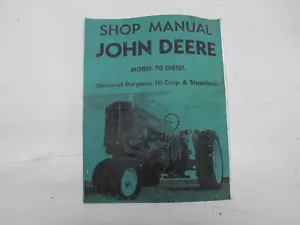 SHOP MANUAL
JOHN DEERE
MODEL 70 DIESEL
(General Purpose, Hi-Crop & Standard)